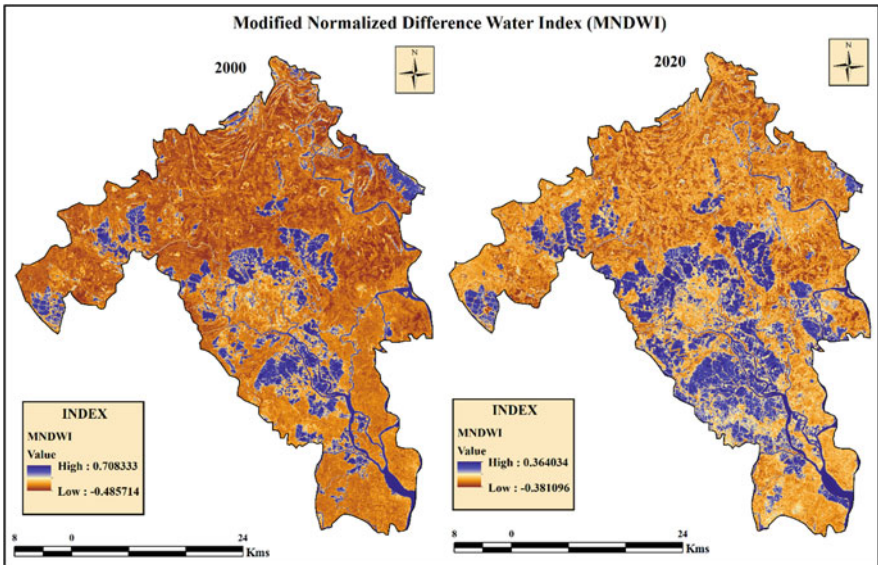 Modified Normalized Difference Water Index (MNDWI)
2000
N
2020
N
INDEX
MNDWI
Value
High : 0.708333
Low : -0.485714
INDEX
MNDWI
Value
High : 0.364034
Low : -0.381096
8 0 24
Kms
8 0 24
Kms